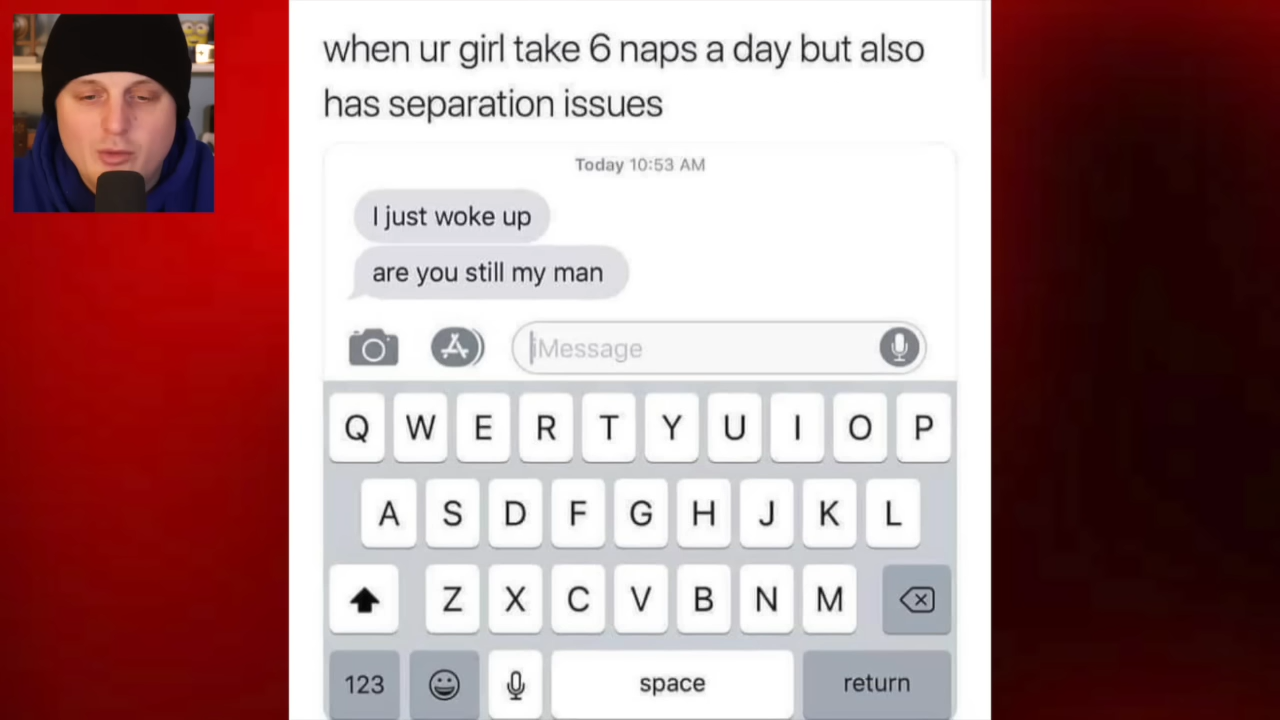 when ur girl take 6 naps a day but also
has separation issues
Today 10:53 AM
I just woke up
are you still my man
iMessage
Q W E R T Y U I O P
A S D F G H J K L
Z X C V B N M
123 space return